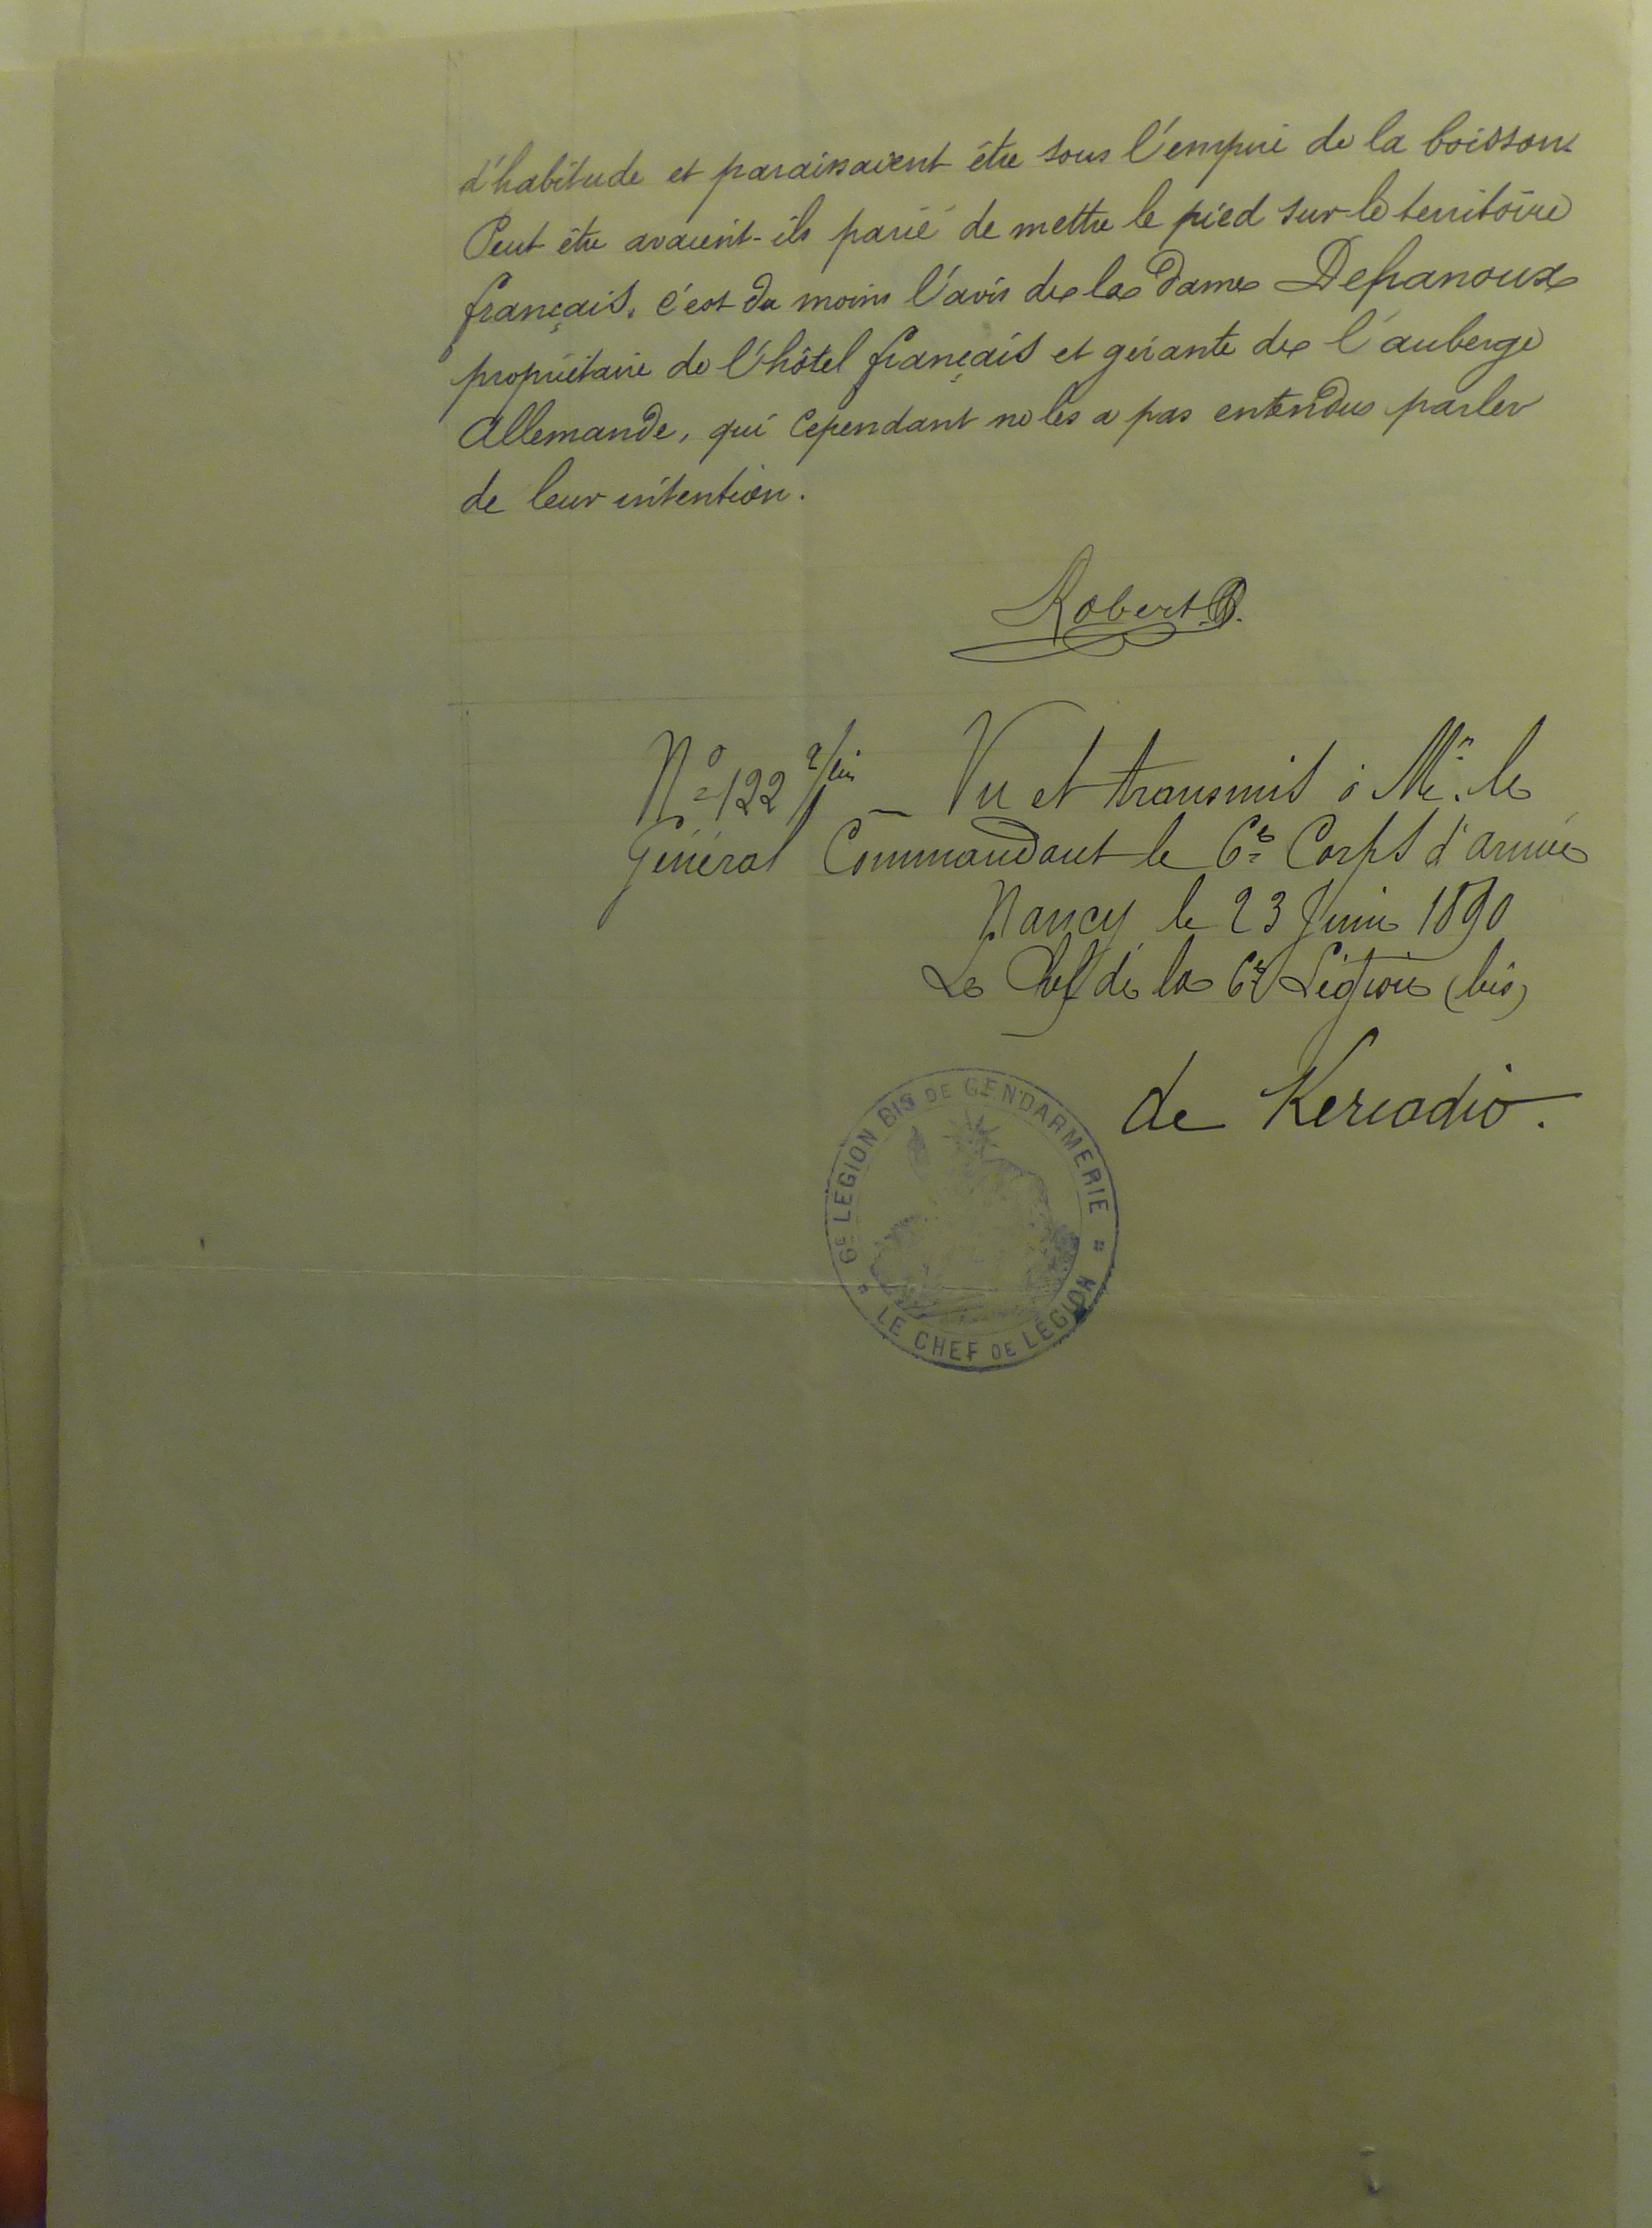 d'habitude et paraissaient être sous l'empire de la boisson.
Peut être avaient-ils parié de mettre le pied sur le territoire
français. c'est du moins l'avis de la dame Dehanoux
propriétaire de l'hôtel français et gérante de l'auberge
Allemande, qui cependant ne les a pas entendus parler
de leur intention.
Robert
N° 122 - Vu et transmis à Mr. le
Général Commandant le 6e Corps d'armée
Nancy le 23 Juin 1890
Le Chef de la 6e Légion (bis)
de Kercadio.
6e LÉGION BIS DE GENDARMERIE
LE CHEF DE LÉGION